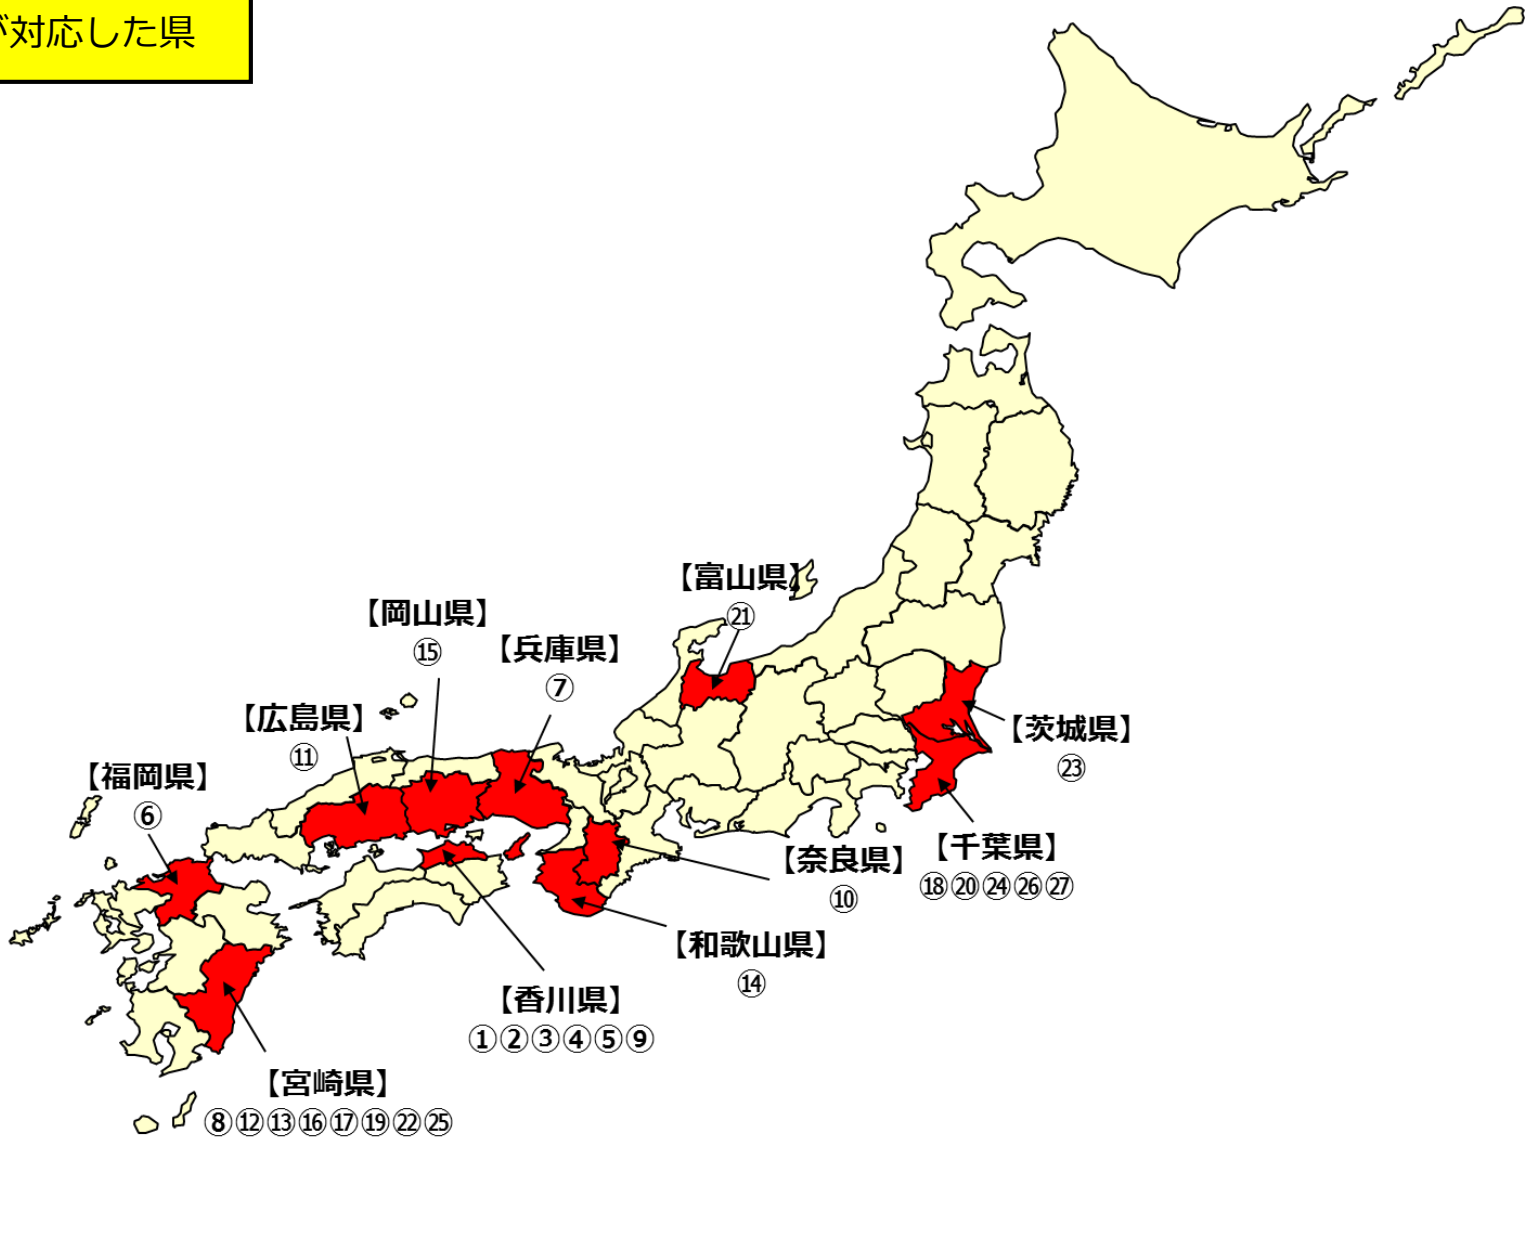 が対応した県
【富山県】
㉑
【岡山県】
⑮
【兵庫県】
⑦
【広島県】
⑪
【茨城県】
㉓
【福岡県】
⑥
【千葉県】
⑱⑳㉔㉖㉗
【奈良県】
⑩
【和歌山県】
⑭
【香川県】
①②③④⑤⑨
【宮崎県】
⑧⑫⑬⑯⑰⑲㉒㉕